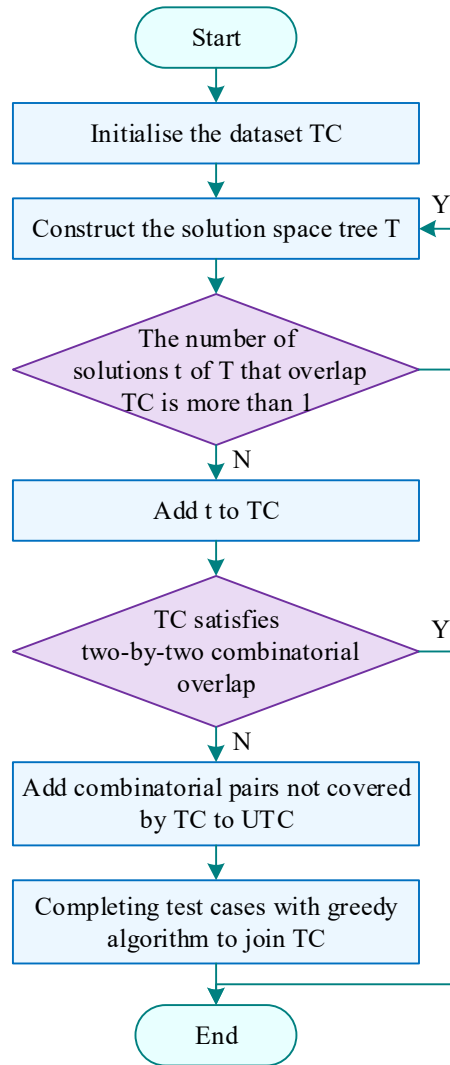 Start
Initialise the dataset TC
Y
Construct the solution space tree T
The number of
solutions t of T that overlap
TC is more than 1
N
Add t to TC
TC satisfies
two-by-two combinatorial
overlap
Y
N
Add combinatorial pairs not covered
by TC to UTC
Completing test cases with greedy
algorithm to join TC
End